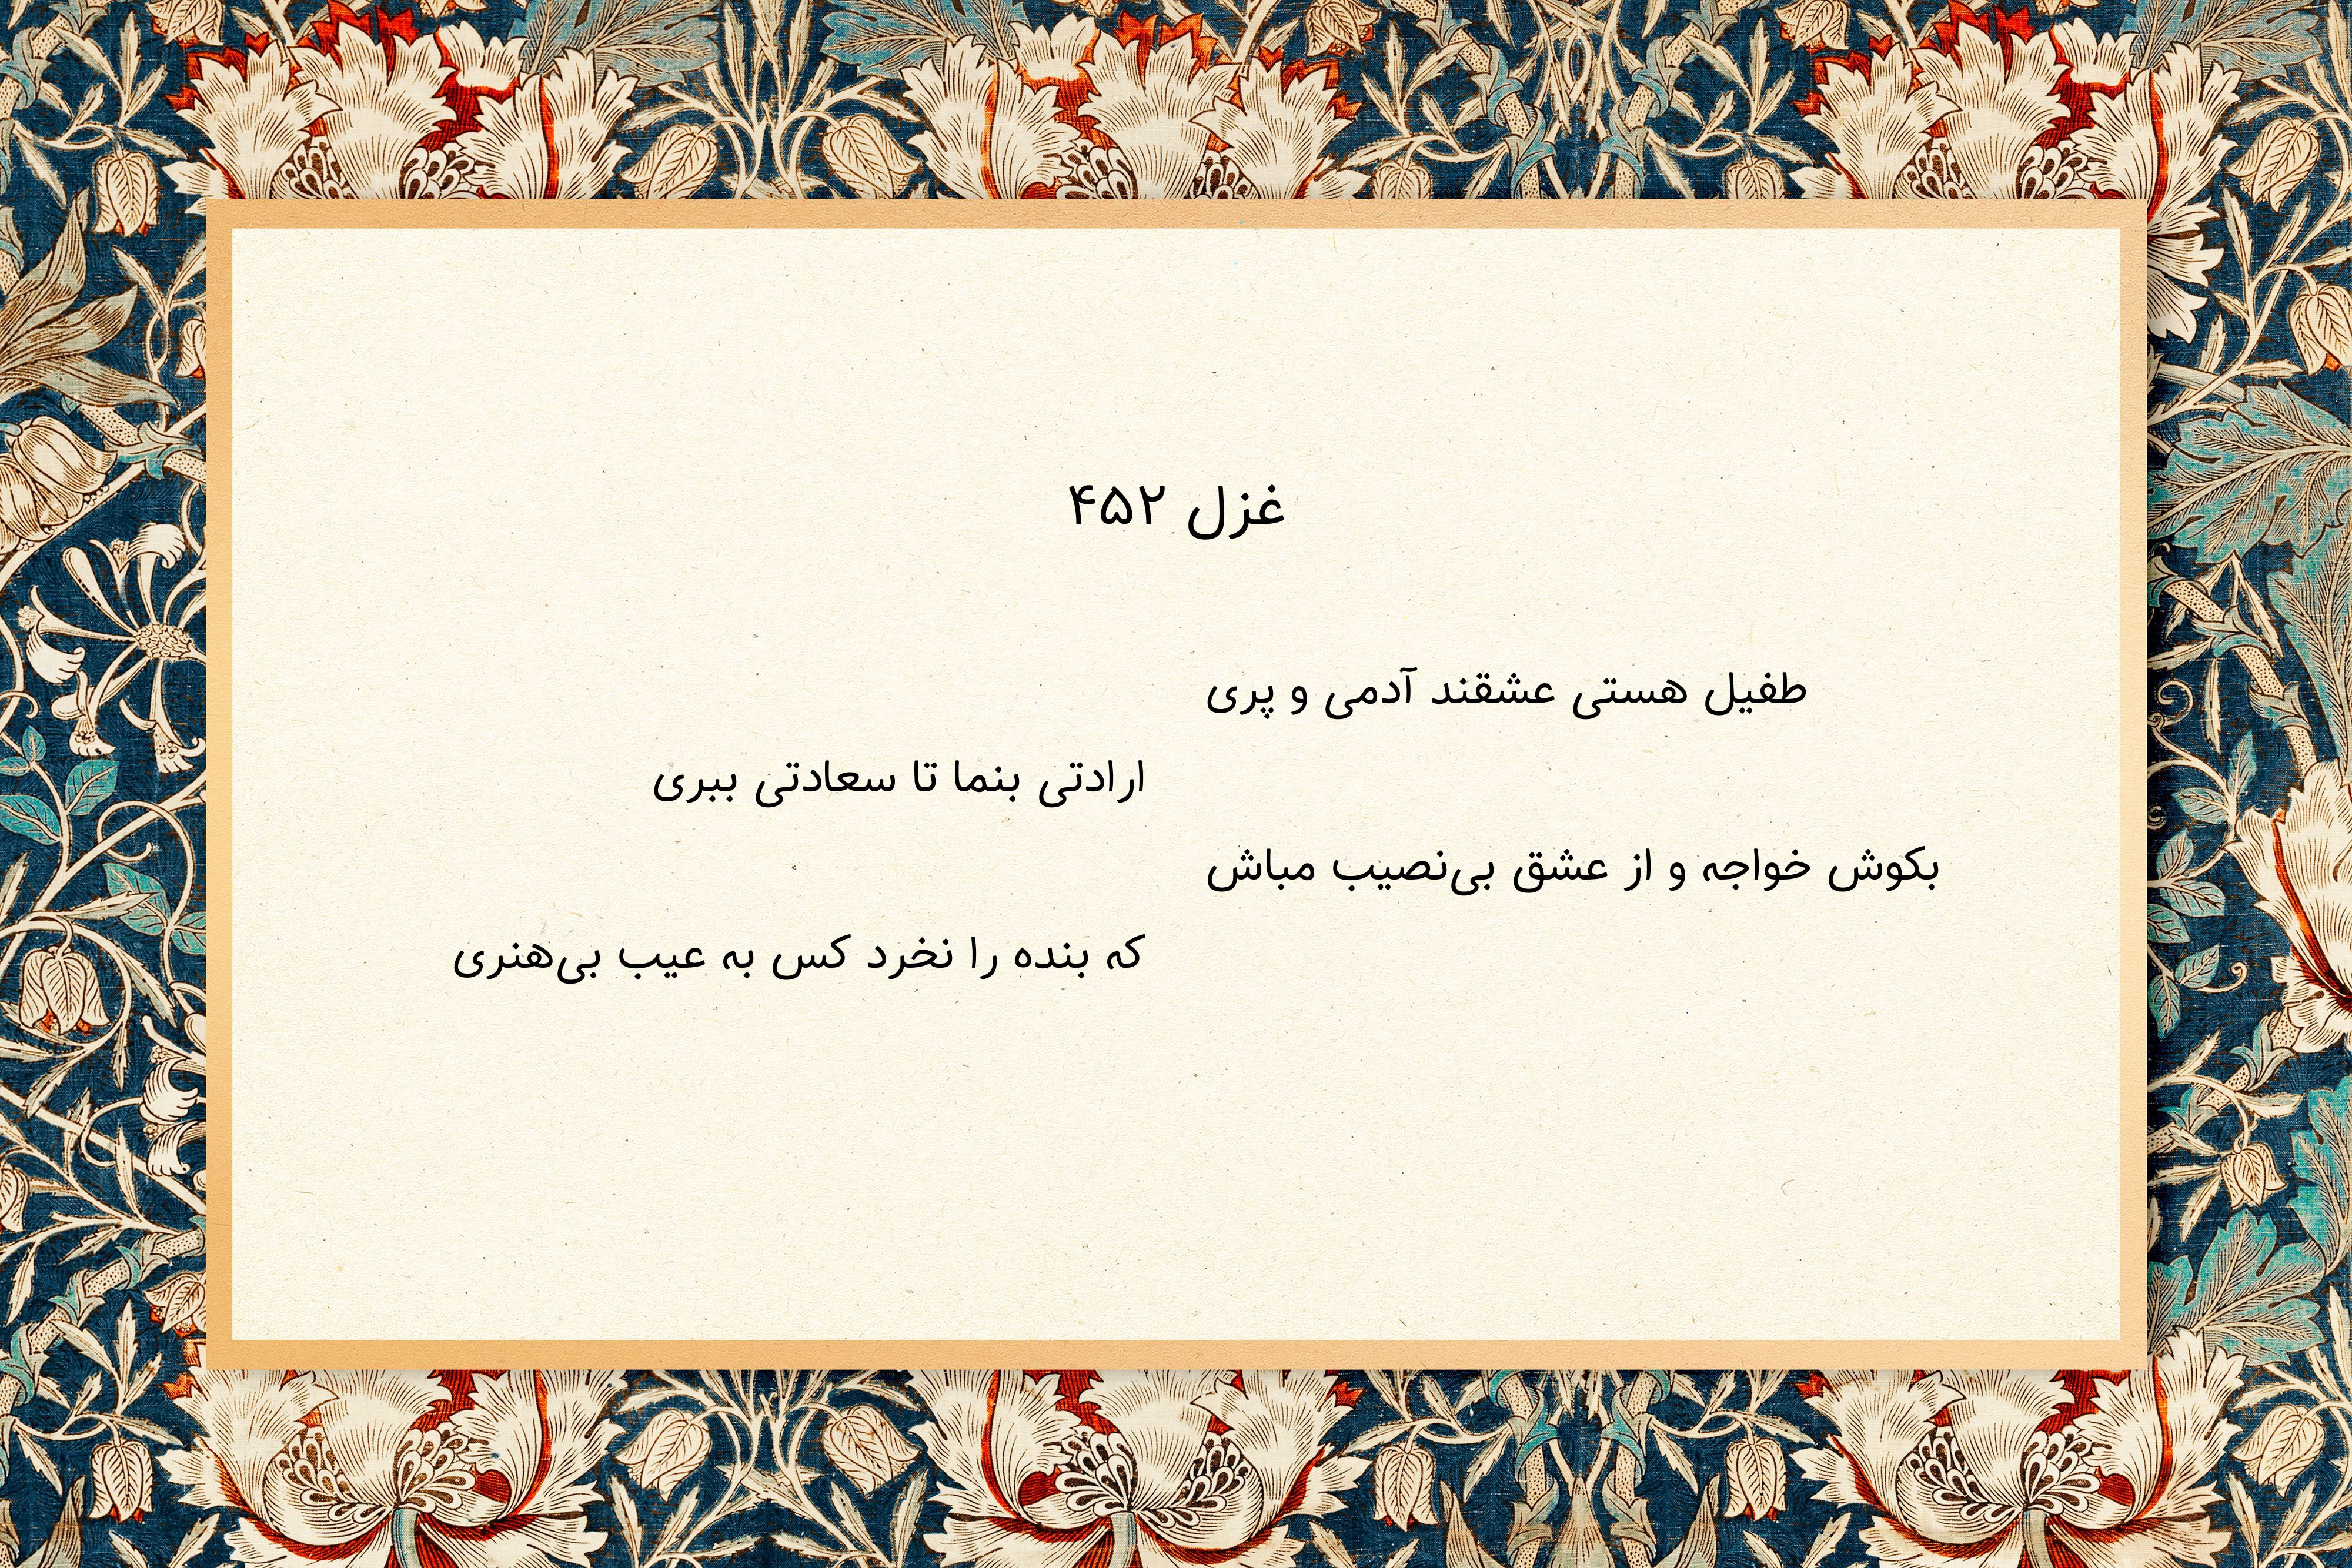 غزل ۴۵۲
طفیل هستی عشقند آدمی و پری
ارادتی بنما تا سعادتی ببری
بکوش خواجه و از عشق بی‌نصیب مباش
که بنده را نخرد کس به عیب بی‌هنری